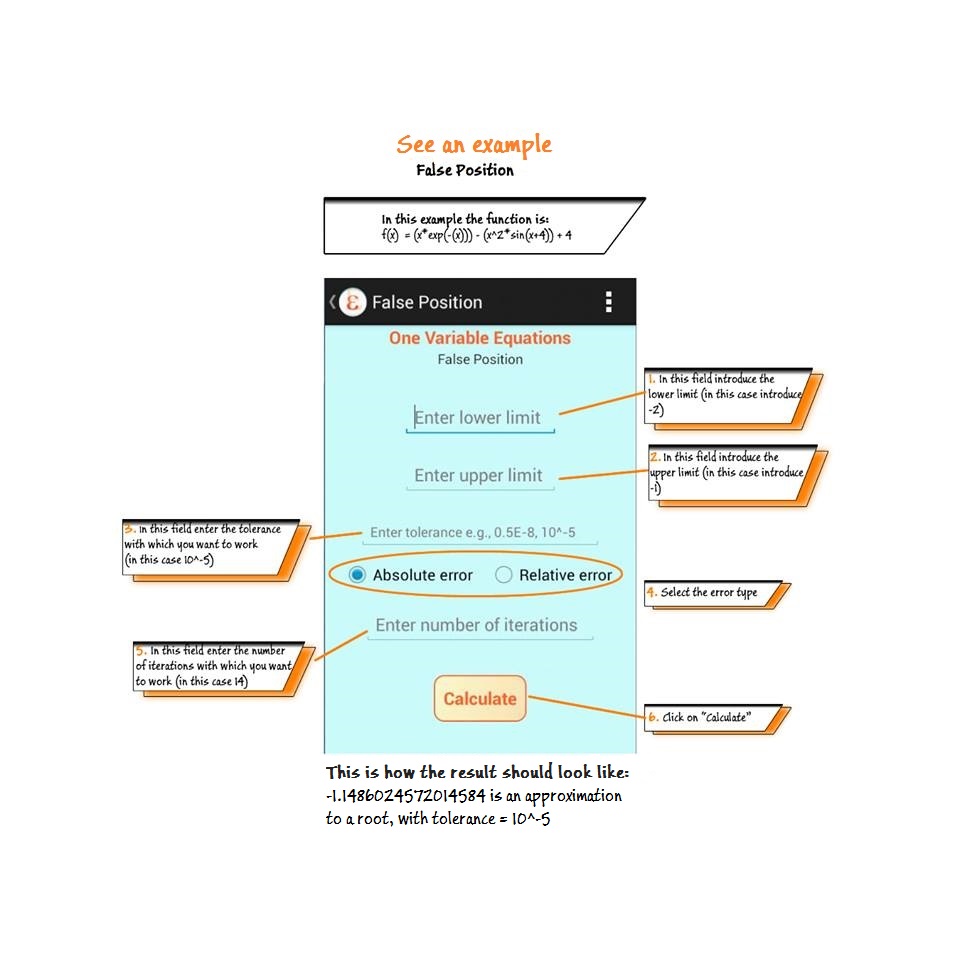 See an example
False Position
In this example the function is:
f(x) = (x*exp(-(x))) - (x^2*sin(x+4)) + 4
False Position
One Variable Equations
False Position
1. In this field introduce the
lower limit (in this case introduce
-2)
Enter lower limit
2. In this field introduce the
upper limit (in this case introduce
-1)
Enter upper limit
3. In this field enter the tolerance
with which you want to work
(in this case 10^-5)
Enter tolerance e.g., 0.5E-8, 10^-5
Absolute error
Relative error
4. Select the error type
Enter number of iterations
5. In this field enter the number
of iterations with which you want
to work (in this case 14)
Calculate
6. Click on "Calculate"
This is how the result should look like:
-1.1486024572014584 is an approximation
to a root, with tolerance = 10^-5